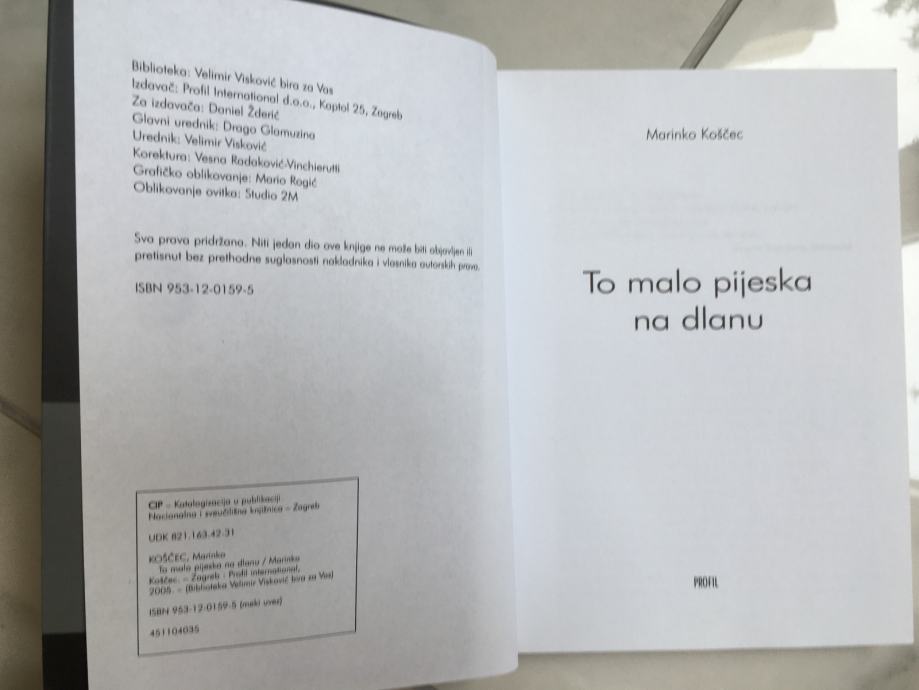 Biblioteka: Velimir Visković bira za Vas
Izdavač: Profil International d.o.o., Kaptol 25, Zagreb
Za izdavača: Daniel Žderić
Glavni urednik: Drago Glamuzina
Urednik: Velimir Visković
Korektura: Vesna Radaković-Vinchierutti
Grafičko oblikovanje: Mario Rogić
Oblikovanje ovitka: Studio 2M
Sva prava pridržana. Niti jedan dio ove knjige ne može biti objavljen ili
pretisnut bez prethodne suglasnosti nakladnika i vlasnika autorskih prava.
ISBN 953-12-0159-5
CIP – Katalogizacija u publikaciji
Nacionalna i sveučilišna knjižnica – Zagreb
UDK 821.163.42-31
KOŠČEC, Marinko
To malo pijeska na dlanu / Marinko
Koščec. – Zagreb : Profil international,
2005. – (Biblioteka Velimir Visković bira za Vas)
ISBN 953-12-0159-5 (meki uvez)
451104035
Marinko Koščec
To malo pijeska
na dlanu
PROFIL